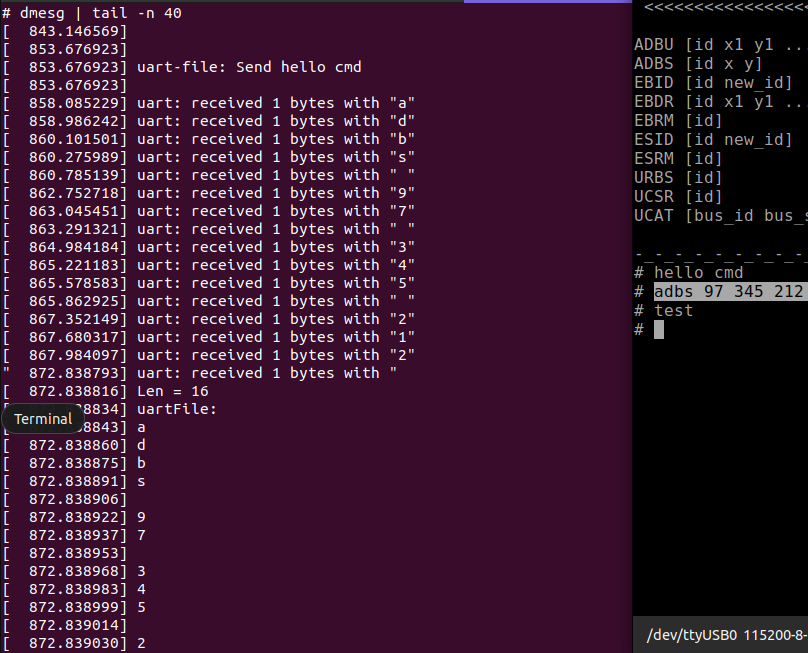 # dmesg | tail -n 40
[  843.146569]
[  853.676923]
[  853.676923] uart-file: Send hello cmd
[  853.676923]
[  858.085229] uart: received 1 bytes with "a"
[  858.986242] uart: received 1 bytes with "d"
[  860.101501] uart: received 1 bytes with "b"
[  860.275989] uart: received 1 bytes with "s"
[  860.785139] uart: received 1 bytes with " "
[  862.752718] uart: received 1 bytes with "9"
[  863.045451] uart: received 1 bytes with "7"
[  863.291321] uart: received 1 bytes with " "
[  864.984184] uart: received 1 bytes with "3"
[  865.221183] uart: received 1 bytes with "4"
[  865.578583] uart: received 1 bytes with "5"
[  865.862925] uart: received 1 bytes with " "
[  867.352149] uart: received 1 bytes with "2"
[  867.680317] uart: received 1 bytes with "1"
[  867.984097] uart: received 1 bytes with "2"
"  872.838793] uart: received 1 bytes with "
[  872.838816] Len = 16
8834] uartFile:
Terminal
8843] a
[  872.838860] d
[  872.838875] b
[  872.838891] s
[  872.838906]
[  872.838922] 9
[  872.838937] 7
[  872.838953]
[  872.838968] 3
[  872.838983] 4
[  872.838999] 5
[  872.839014]
[  872.839030] 2
<<<<<<<<<<<<<<<<
ADBU [id x1 y1 ..
ADBS [id x y]
EBID [id new_id]
EBDR [id x1 y1 ..
EBRM [id]
ESID [id new_id]
ESRM [id]
URBS [id]
UCSR [id]
UCAT [bus_id bus_s
-_-_-_-_-_-_-_-_-_
# hello cmd
# adbs 97 345 212
# test
#
/dev/ttyUSB0 115200-8-